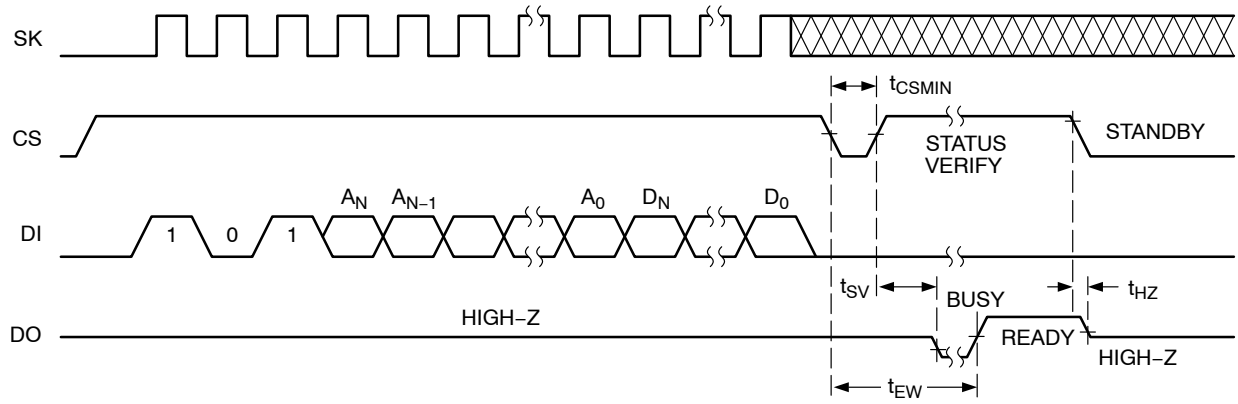 SK
t_CSMIN
CS
STATUS
VERIFY
STANDBY
A_N
A_N–1
A_0
D_N
D_0
DI
1
0
1
t_SV
BUSY
t_HZ
HIGH–Z
DO
READY
HIGH–Z
t_EW